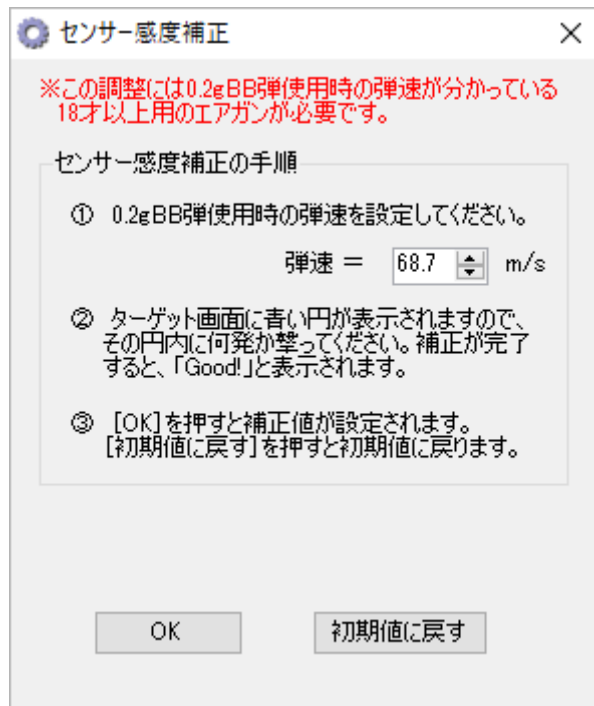 センサー感度補正
※この調整には0.2gBB弾使用時の弾速が分かっている
18才以上用のエアガンが必要です。
センサー感度補正の手順
① 0.2gBB弾使用時の弾速を設定してください。
弾速 ＝ 68.7 m/s
② ターゲット画面に青い円が表示されますので、
その円内に何発か撃ってください。補正が完了
すると、「Good!」と表示されます。
③ [OK]を押すと補正値が設定されます。
[初期値に戻す]を押すと初期値に戻ります。
OK 初期値に戻す